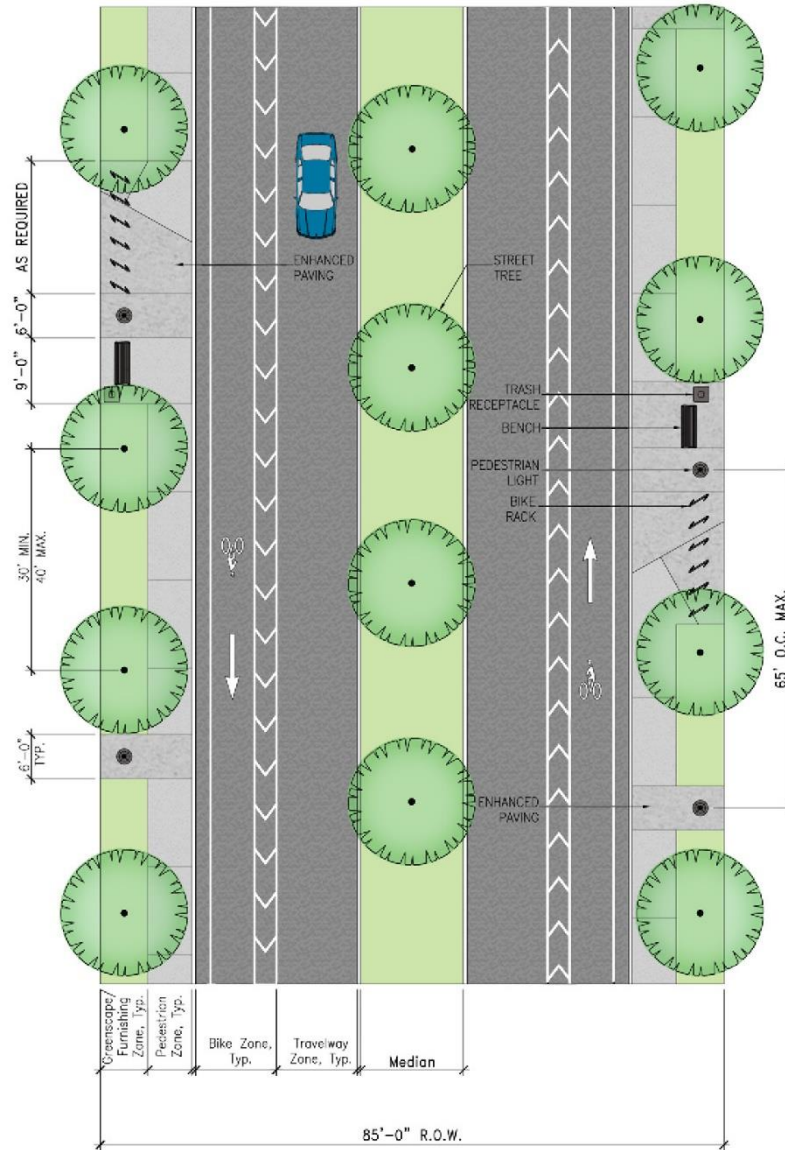 AS REQUIRED
6'-0"
9'-0"
30' MIN.
40' MAX.
6'-0"
TYP.
ENHANCED
PAVING
STREET
TREE
TRASH
RECEPTACLE
BENCH
PEDESTRIAN
LIGHT
BIKE
RACK
65' O.C. MAX.
ENHANCED
PAVING
Greenscape/
Furnishing
Zone, Typ.
Pedestrian
Zone, Typ.
Bike Zone,
Typ.
Travelway
Zone, Typ.
Median
85'-0" R.O.W.